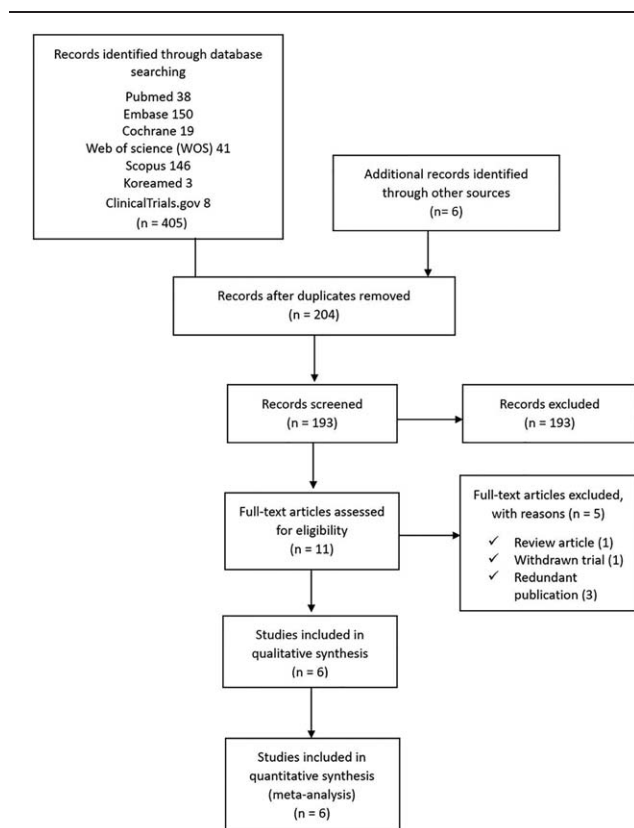 Records identified through database
searching
Pubmed 38
Embase 150
Cochrane 19
Web of science (WOS) 41
Scopus 146
Koreamed 3
ClinicalTrials.gov 8
(n = 405)
Additional records identified
through other sources
(n= 6)
Records after duplicates removed
(n = 204)
Records screened
(n = 193)
Records excluded
(n = 193)
Full-text articles assessed
for eligibility
(n = 11)
Full-text articles excluded,
with reasons (n = 5)
✓ Review article (1)
✓ Withdrawn trial (1)
✓ Redundant
publication (3)
Studies included in
qualitative synthesis
(n = 6)
Studies included in
quantitative synthesis
(meta-analysis)
(n = 6)